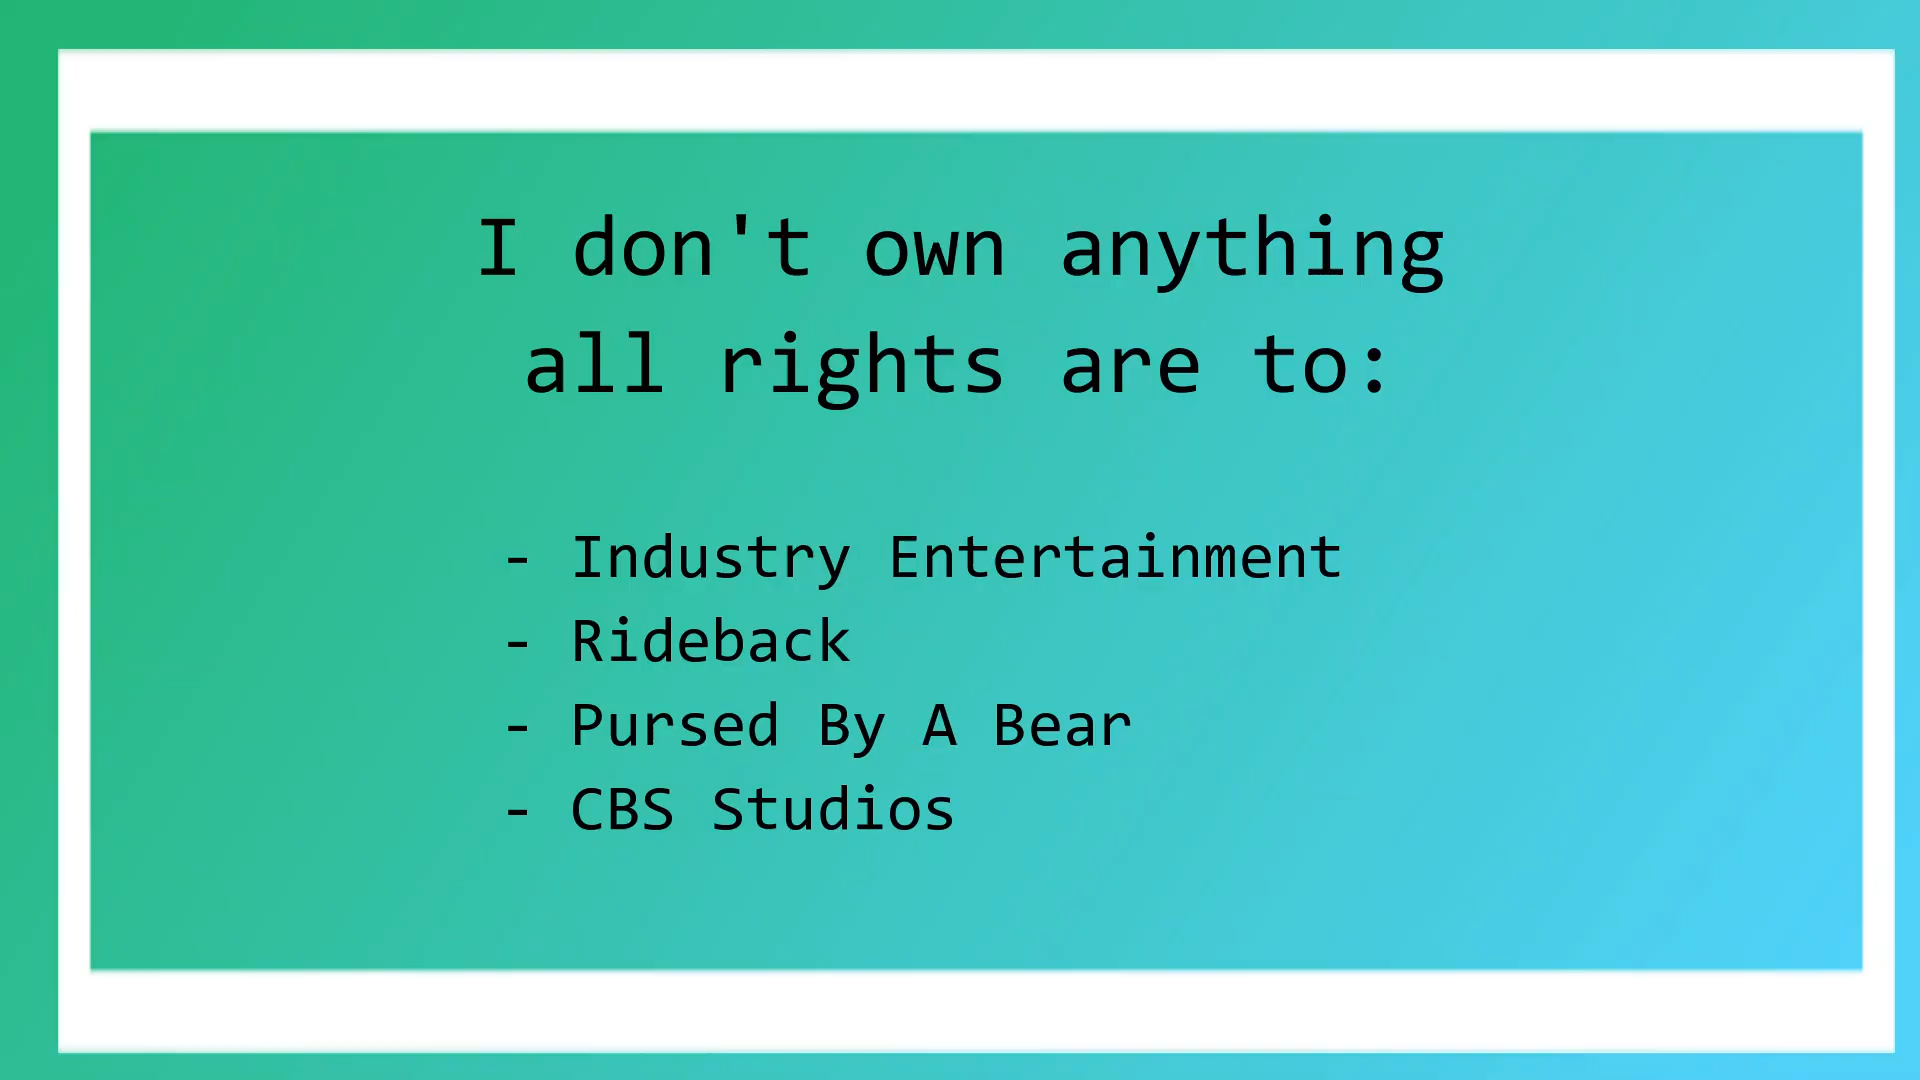 I don't own anything
all rights are to:
- Industry Entertainment
- Rideback
- Pursed By A Bear
- CBS Studios